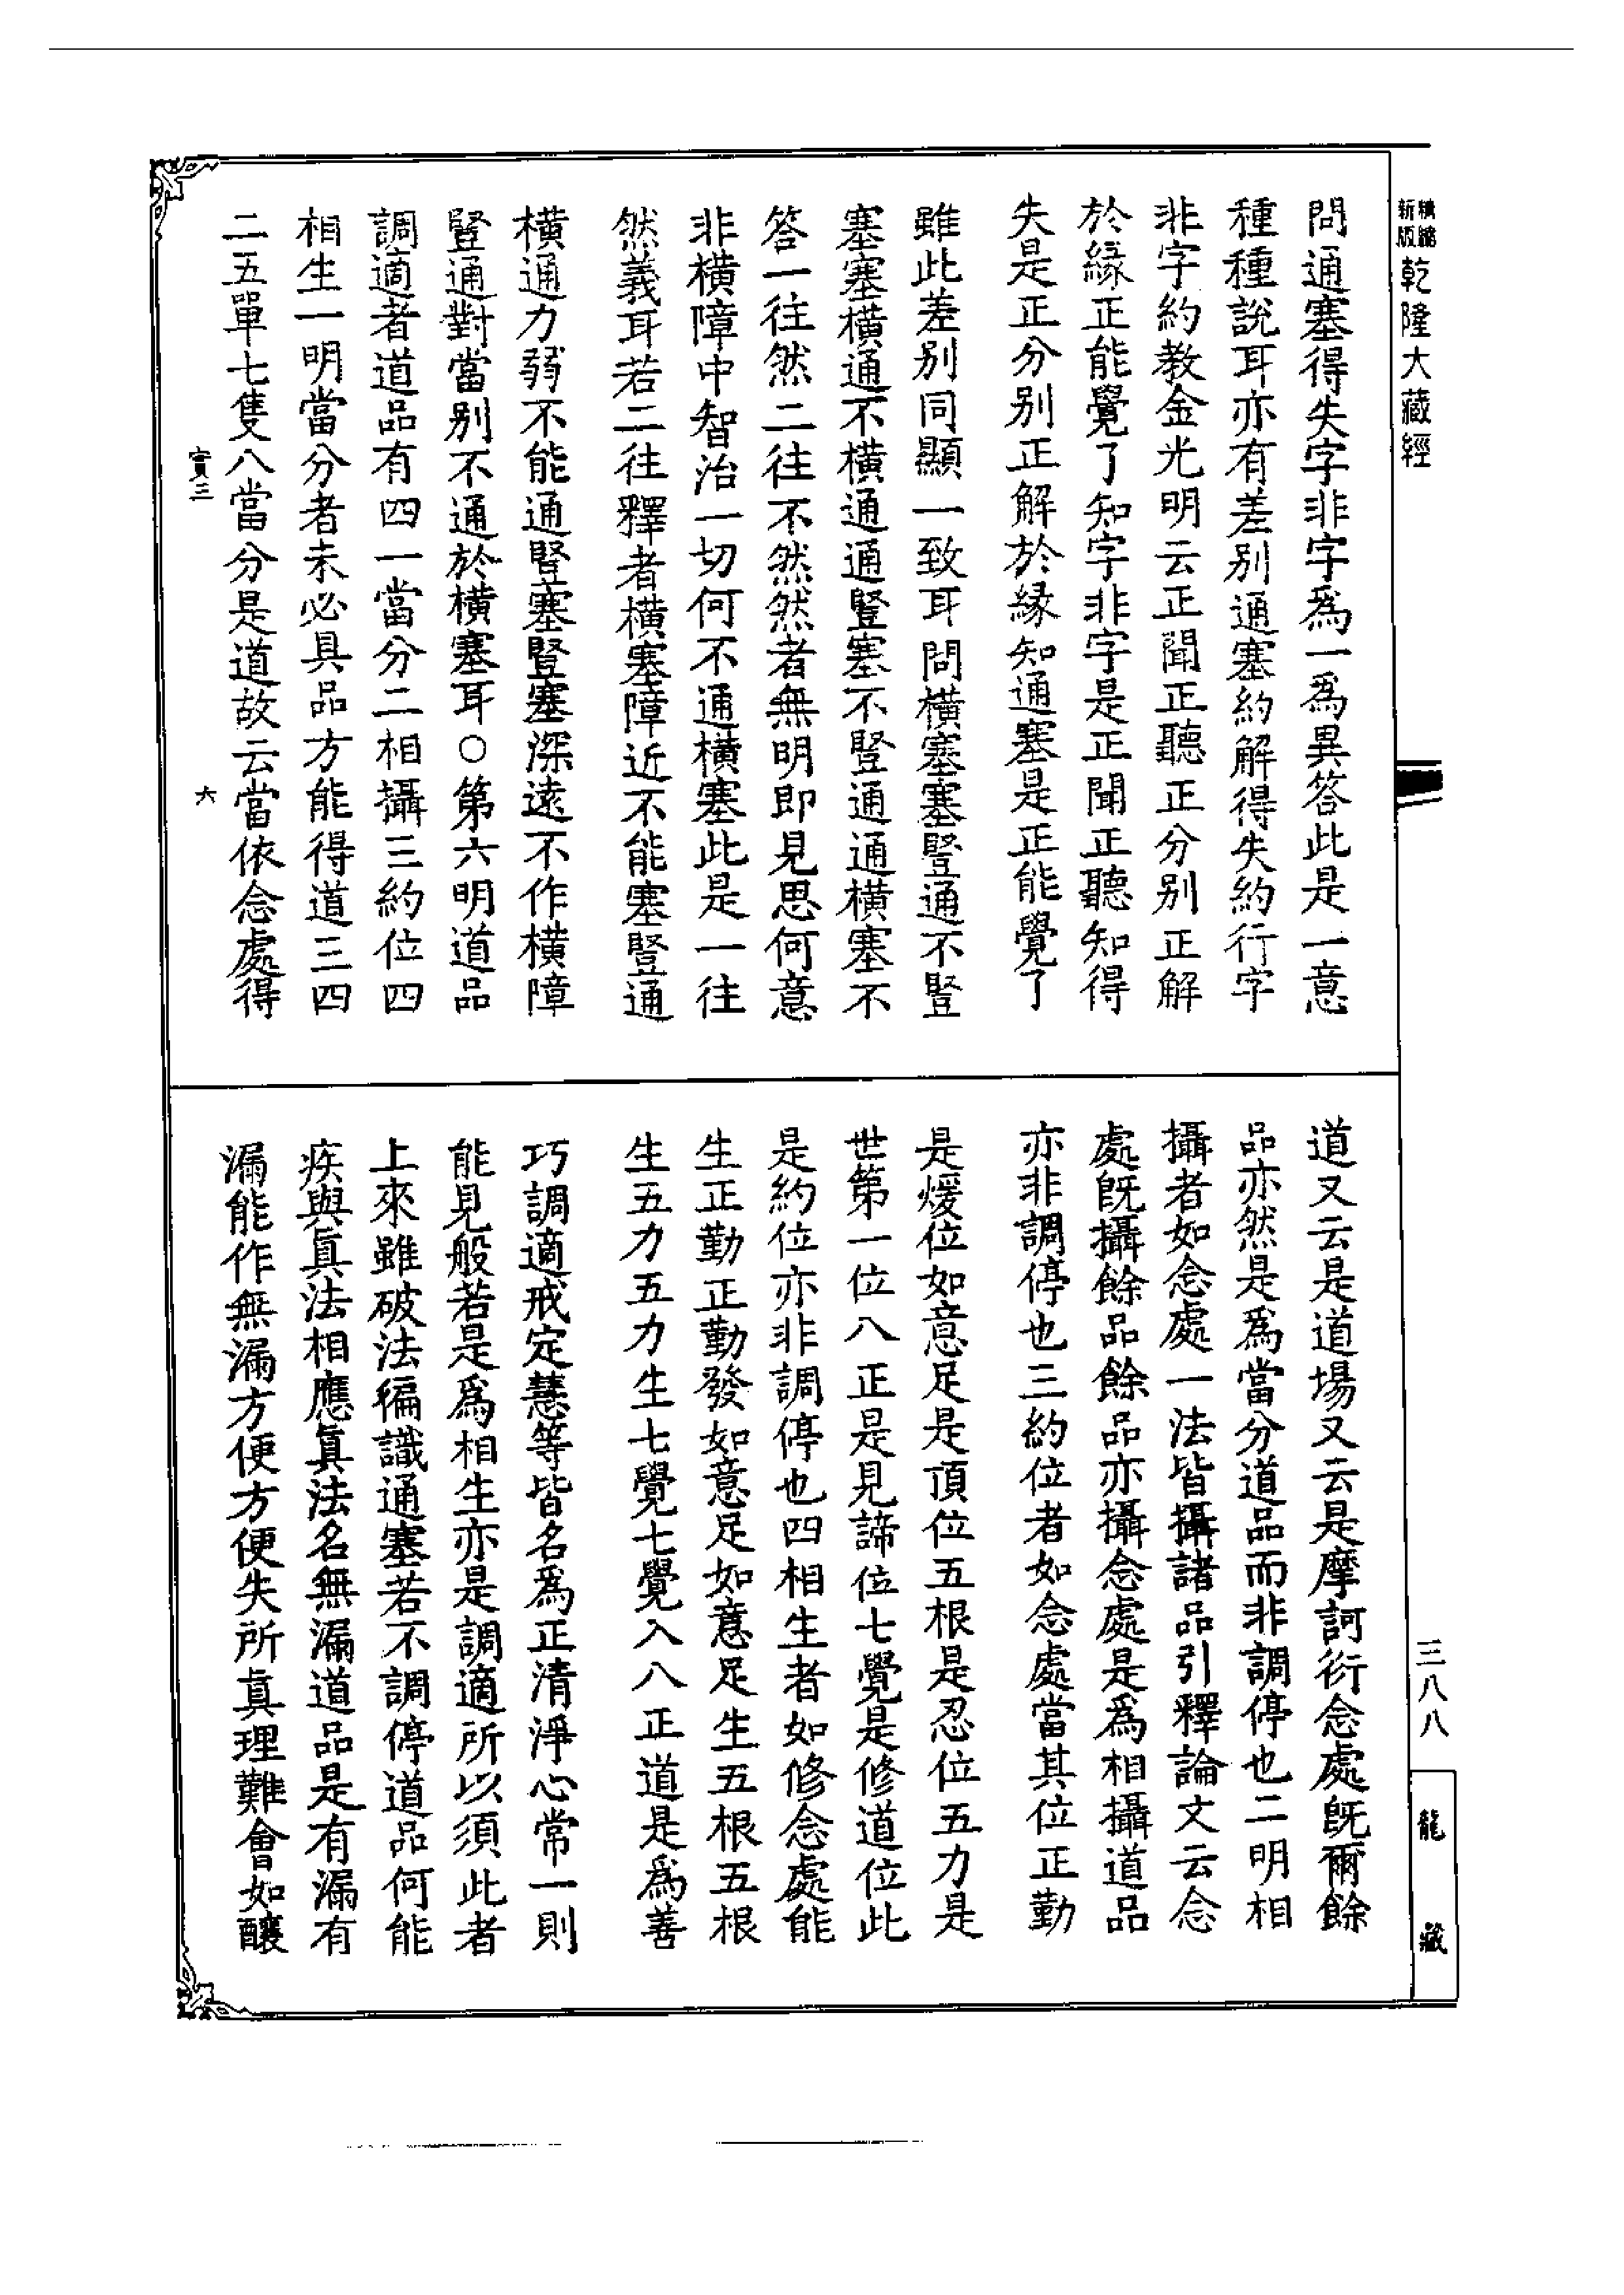 精縮新版乾隆大藏經
問通塞得失字非字爲一爲異答此是一意
種種說耳亦有差别通塞約解得失約行字
非字約教金光明云正聞正聽正分别正解
於緣正能覺了知字非字是正聞正聽知得
失是正分别正解於緣知通塞是正能覺了
雖此差别同顯一致耳問橫塞塞豎通不豎
塞塞橫通不橫通通豎塞不豎通通橫塞不
答一往然二往不然然者無明即見思何意
非橫障中智治一切何不通橫塞此是一往
然義耳若二往釋者橫塞障近不能塞豎通
橫通力弱不能通豎塞豎塞深遠不作橫障
豎通對當别不通於橫塞耳○第六明道品
調適者道品有四一當分二相攝三約位四
相生一明當分者未必具品方能得道三四
二五單七隻八當分是道故云當依念處得
實三
六
道又云是道場又云是摩訶衍念處旣爾餘
品亦然是爲當分道品而非調停也二明相
攝者如念處一法皆攝諸品引釋論文云念
處旣攝餘品餘品亦攝念處是爲相攝道品
亦非調停也三約位者如念處當其位正勤
是煖位如意足是頂位五根是忍位五力是
世第一位八正是見諦位七覺是修道位此
是約位亦非調停也四相生者如修念處能
生正勤正勤發如意足如意足生五根五根
生五力五力生七覺七覺入八正道是爲善
巧調適戒定慧等皆名爲正清淨心常一則
能見般若是爲相生亦是調適所以須此者
上來雖破法徧識通塞若不調停道品何能
疾與眞法相應眞法名無漏道品是有漏有
漏能作無漏方便方便失所眞理難會如釀
三八八
龍藏